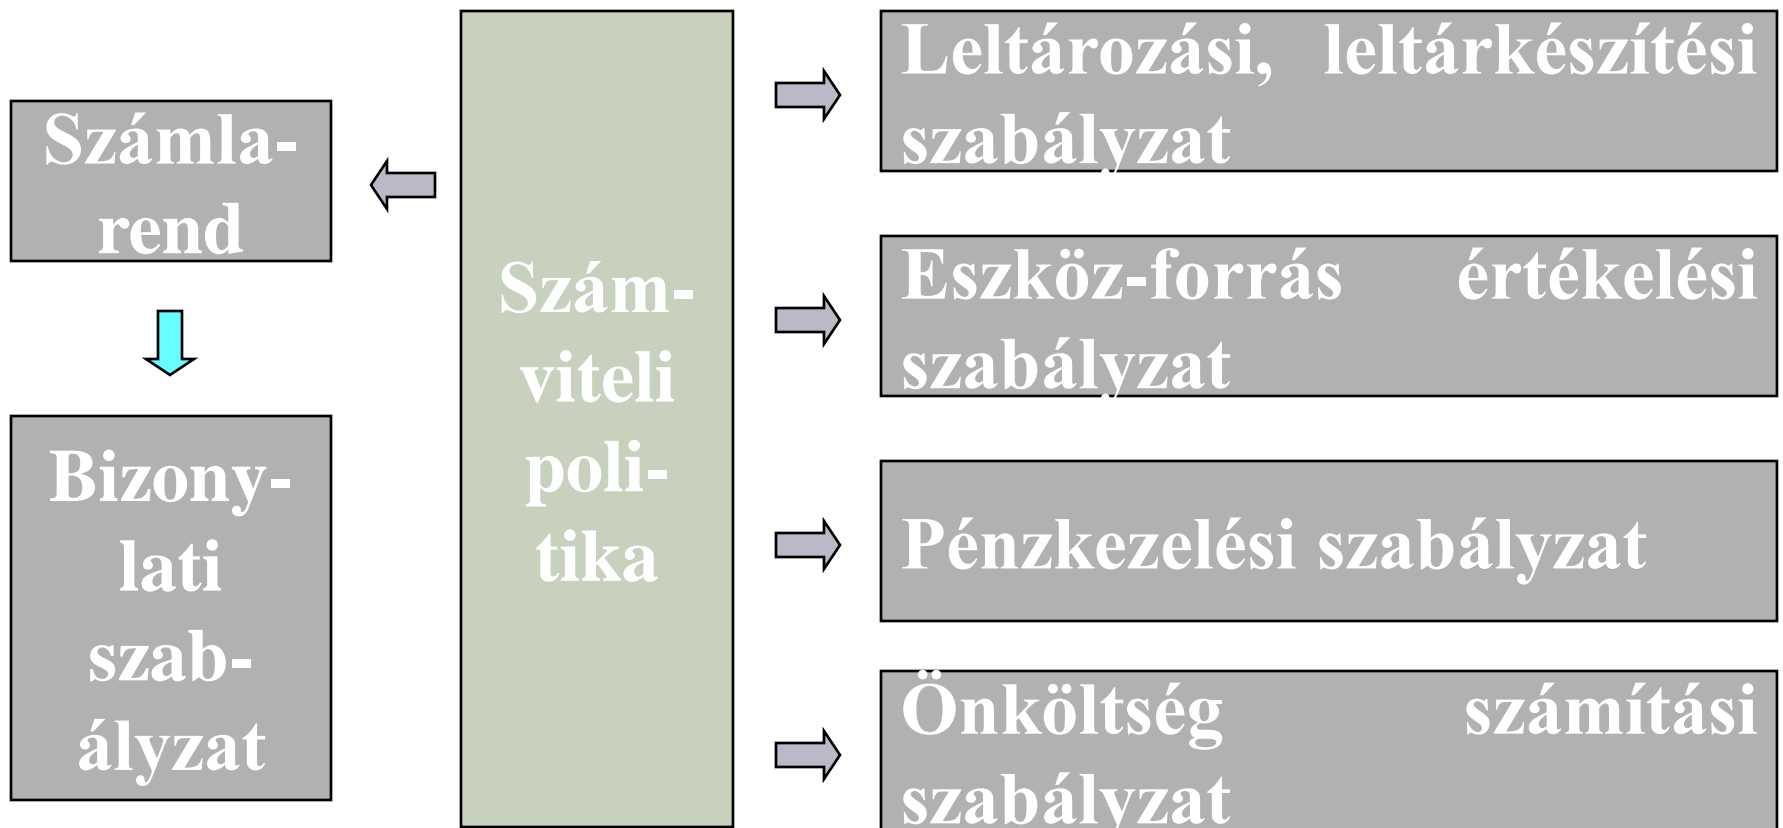 Számla-
rend
Bizony-
lati
szab-
ályzat
Szám-
viteli
poli-
tika
Leltározási, leltárkészítési
szabályzat
Eszköz-forrás értékelési
szabályzat
Pénzkezelési szabályzat
Önköltség számítási
szabályzat